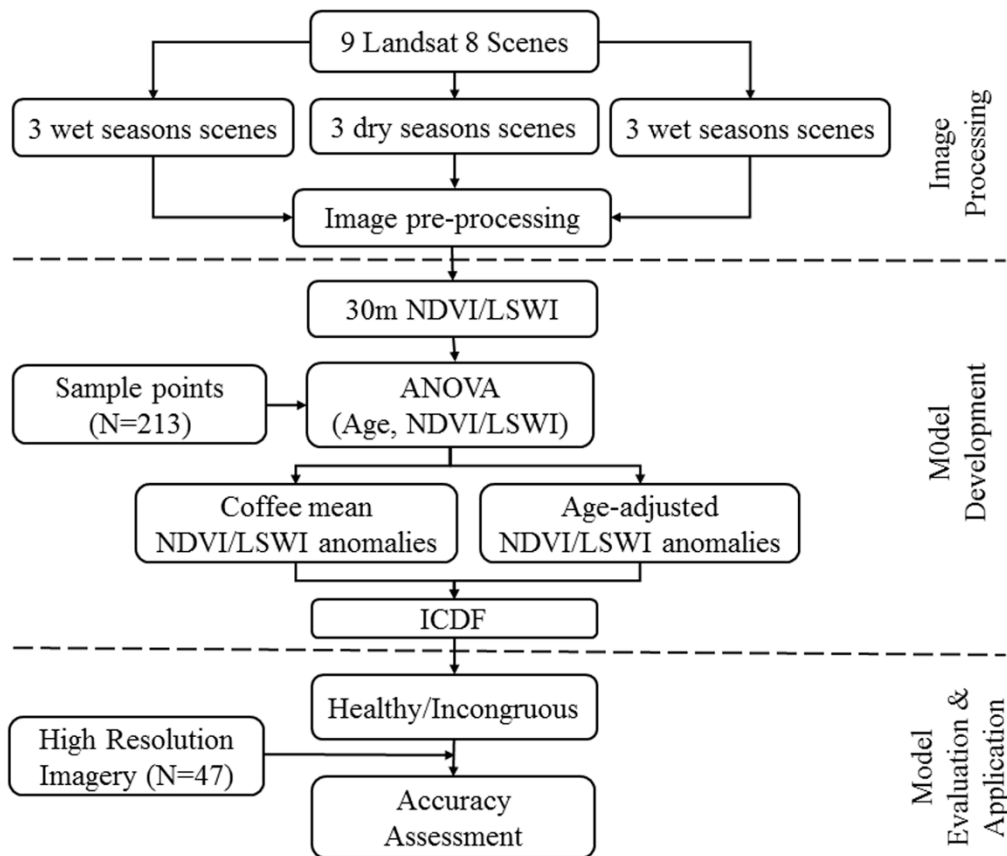 9 Landsat 8 Scenes
3 wet seasons scenes
3 dry seasons scenes
3 wet seasons scenes
Image pre-processing
Image
Processing
30m NDVI/LSWI
Sample points
(N=213)
ANOVA
(Age, NDVI/LSWI)
Coffee mean
NDVI/LSWI anomalies
Age-adjusted
NDVI/LSWI anomalies
ICDF
M0del
Development
Healthy/Incongruous
High Resolution
Imagery (N=47)
Accuracy
Assessment
Model
Evaluation &
Application